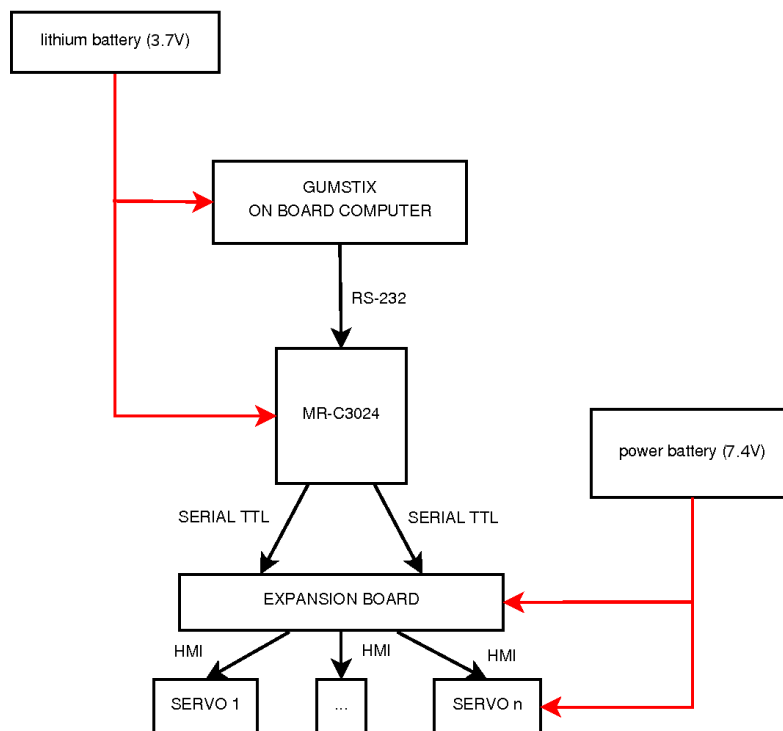 lithium battery (3.7V)
GUMSTIX
ON BOARD COMPUTER
RS-232
MR-C3024
power battery (7.4V)
SERIAL TTL
SERIAL TTL
EXPANSION BOARD
HMI
HMI
HMI
SERVO 1
...
SERVO n